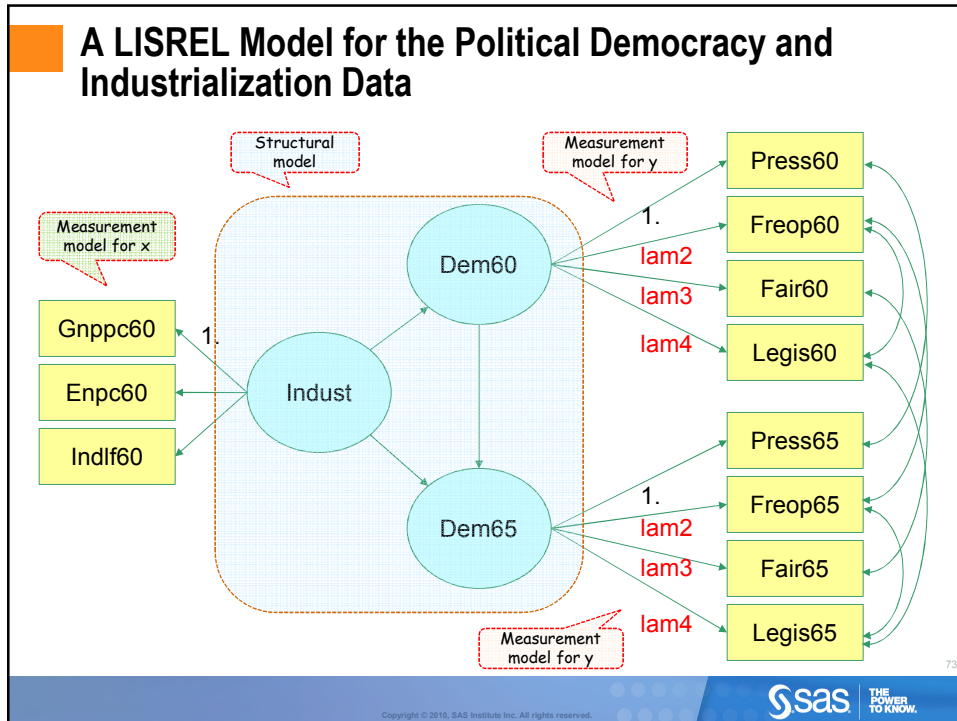 A LISREL Model for the Political Democracy and
Industrialization Data
Structural
model
Measurement
model for y
Measurement
model for x
Press60
Freop60
Fair60
Legis60
1.
lam2
lam3
lam4
Dem60
Gnppc60
Enpc60
Indlf60
1.
Indust
Dem65
Press65
Freop65
Fair65
Legis65
1.
lam2
lam3
lam4
Measurement
model for y
73
Copyright © 2010, SAS Institute Inc. All rights reserved.
sas
THE
POWER
TO KNOW.